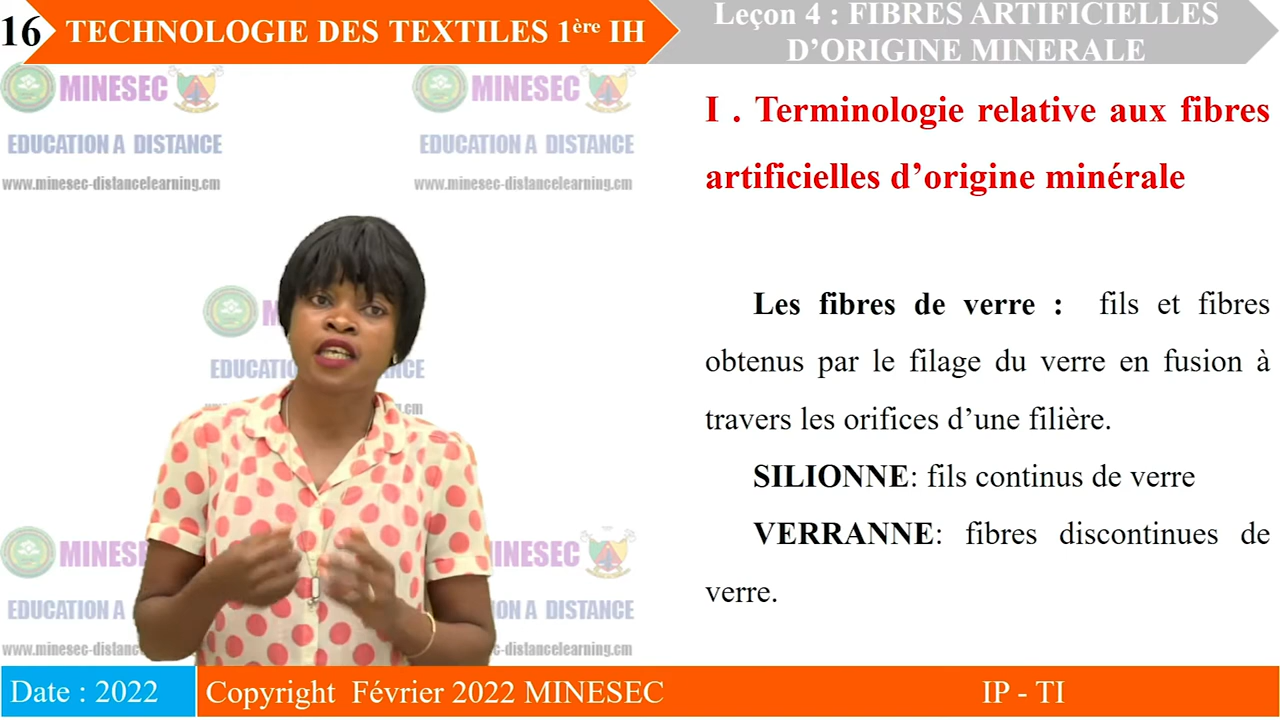 16
TECHNOLOGIE DES TEXTILES 1ère IH
Leçon 4 : FIBRES ARTIFICIELLES
D’ORIGINE MINERALE
MINESEC
EDUCATION A DISTANCE
www.minesec-distancelearning.cm
MINESEC
EDUCATION A DISTANCE
www.minesec-distancelearning.cm
I . Terminologie relative aux fibres
artificielles d’origine minérale
Les fibres de verre : fils et fibres
obtenus par le filage du verre en fusion à
travers les orifices d’une filière.
SILIONNE: fils continus de verre
VERRANNE: fibres discontinues de
verre.
Date : 2022
Copyright Février 2022 MINESEC
IP - TI